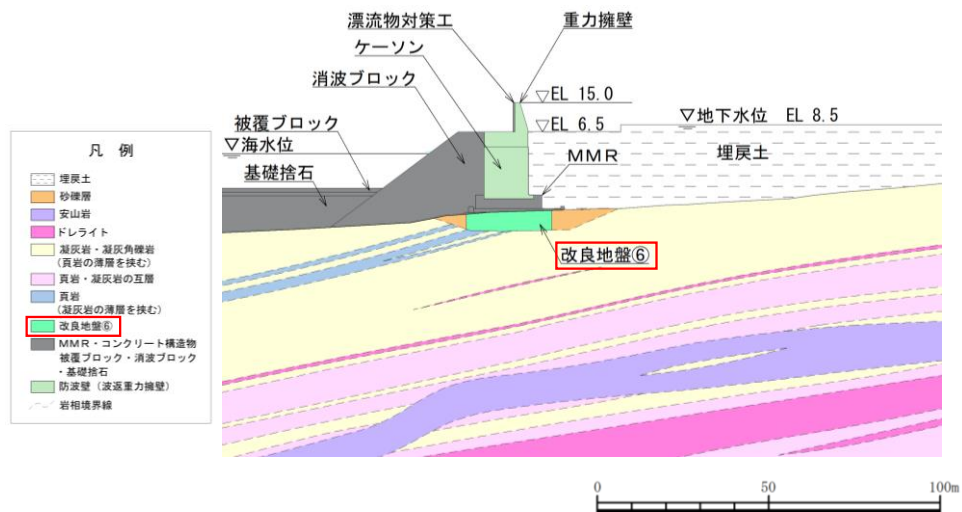 漂流物対策工
重力擁壁
ケーソン
消波ブロック
▽EL 15.0
被覆ブロック
▽EL 6.5
▽地下水位 EL 8.5
▽海水位
MMR
埋戻土
基礎捨石
改良地盤⑥
凡 例
埋戻土
砂礫層
安山岩
ドレライト
凝灰岩・凝灰角礫岩
(頁岩の薄層を挟む)
頁岩・凝灰岩の互層
頁岩
(凝灰岩の薄層を挟む)
改良地盤⑥
MMR・コンクリート構造物
被覆ブロック・消波ブロック
・基礎捨石
防波壁(波返重力擁壁)
岩相境界線
0 50 100m